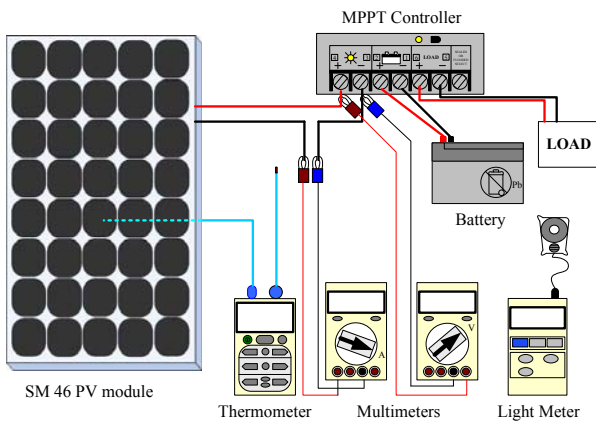 MPPT Controller
+ − + − + LOAD −
LOAD
Pb
Battery
A
V
SM 46 PV module
Thermometer
Multimeters
Light Meter